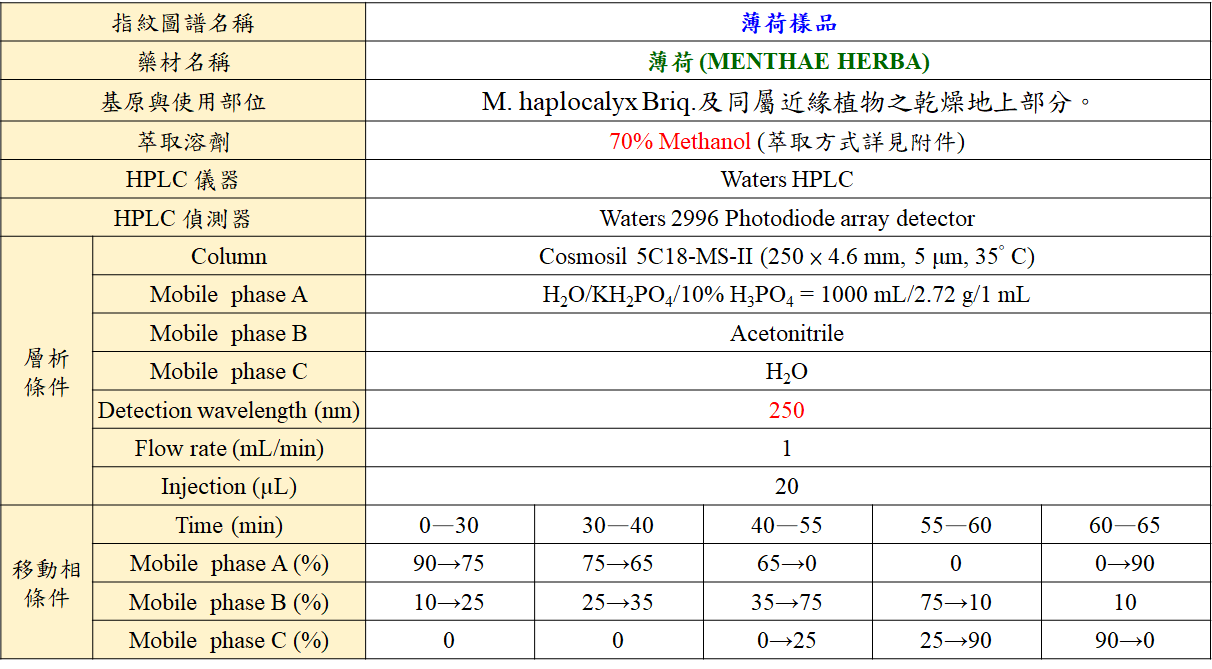 指紋圖譜名稱 薄荷樣品
藥材名稱 薄荷 (MENTHAE HERBA)
基原與使用部位 M. haplocalyx Briq.及同屬近緣植物之乾燥地上部分。
萃取溶劑 70% Methanol (萃取方式詳見附件)
HPLC 儀器 Waters HPLC
HPLC 偵測器 Waters 2996 Photodiode array detector
層析條件
Column Cosmosil 5C18-MS-II (250 × 4.6 mm, 5 μm, 35° C)
Mobile phase A H₂O/KH₂PO₄/10% H₃PO₄ = 1000 mL/2.72 g/1 mL
Mobile phase B Acetonitrile
Mobile phase C H₂O
Detection wavelength (nm) 250
Flow rate (mL/min) 1
Injection (μL) 20
移動相條件
Time (min) 0—30 30—40 40—55 55—60 60—65
Mobile phase A (%) 90→75 75→65 65→0 0 0→90
Mobile phase B (%) 10→25 25→35 35→75 75→10 10
Mobile phase C (%) 0 0 0→25 25→90 90→0